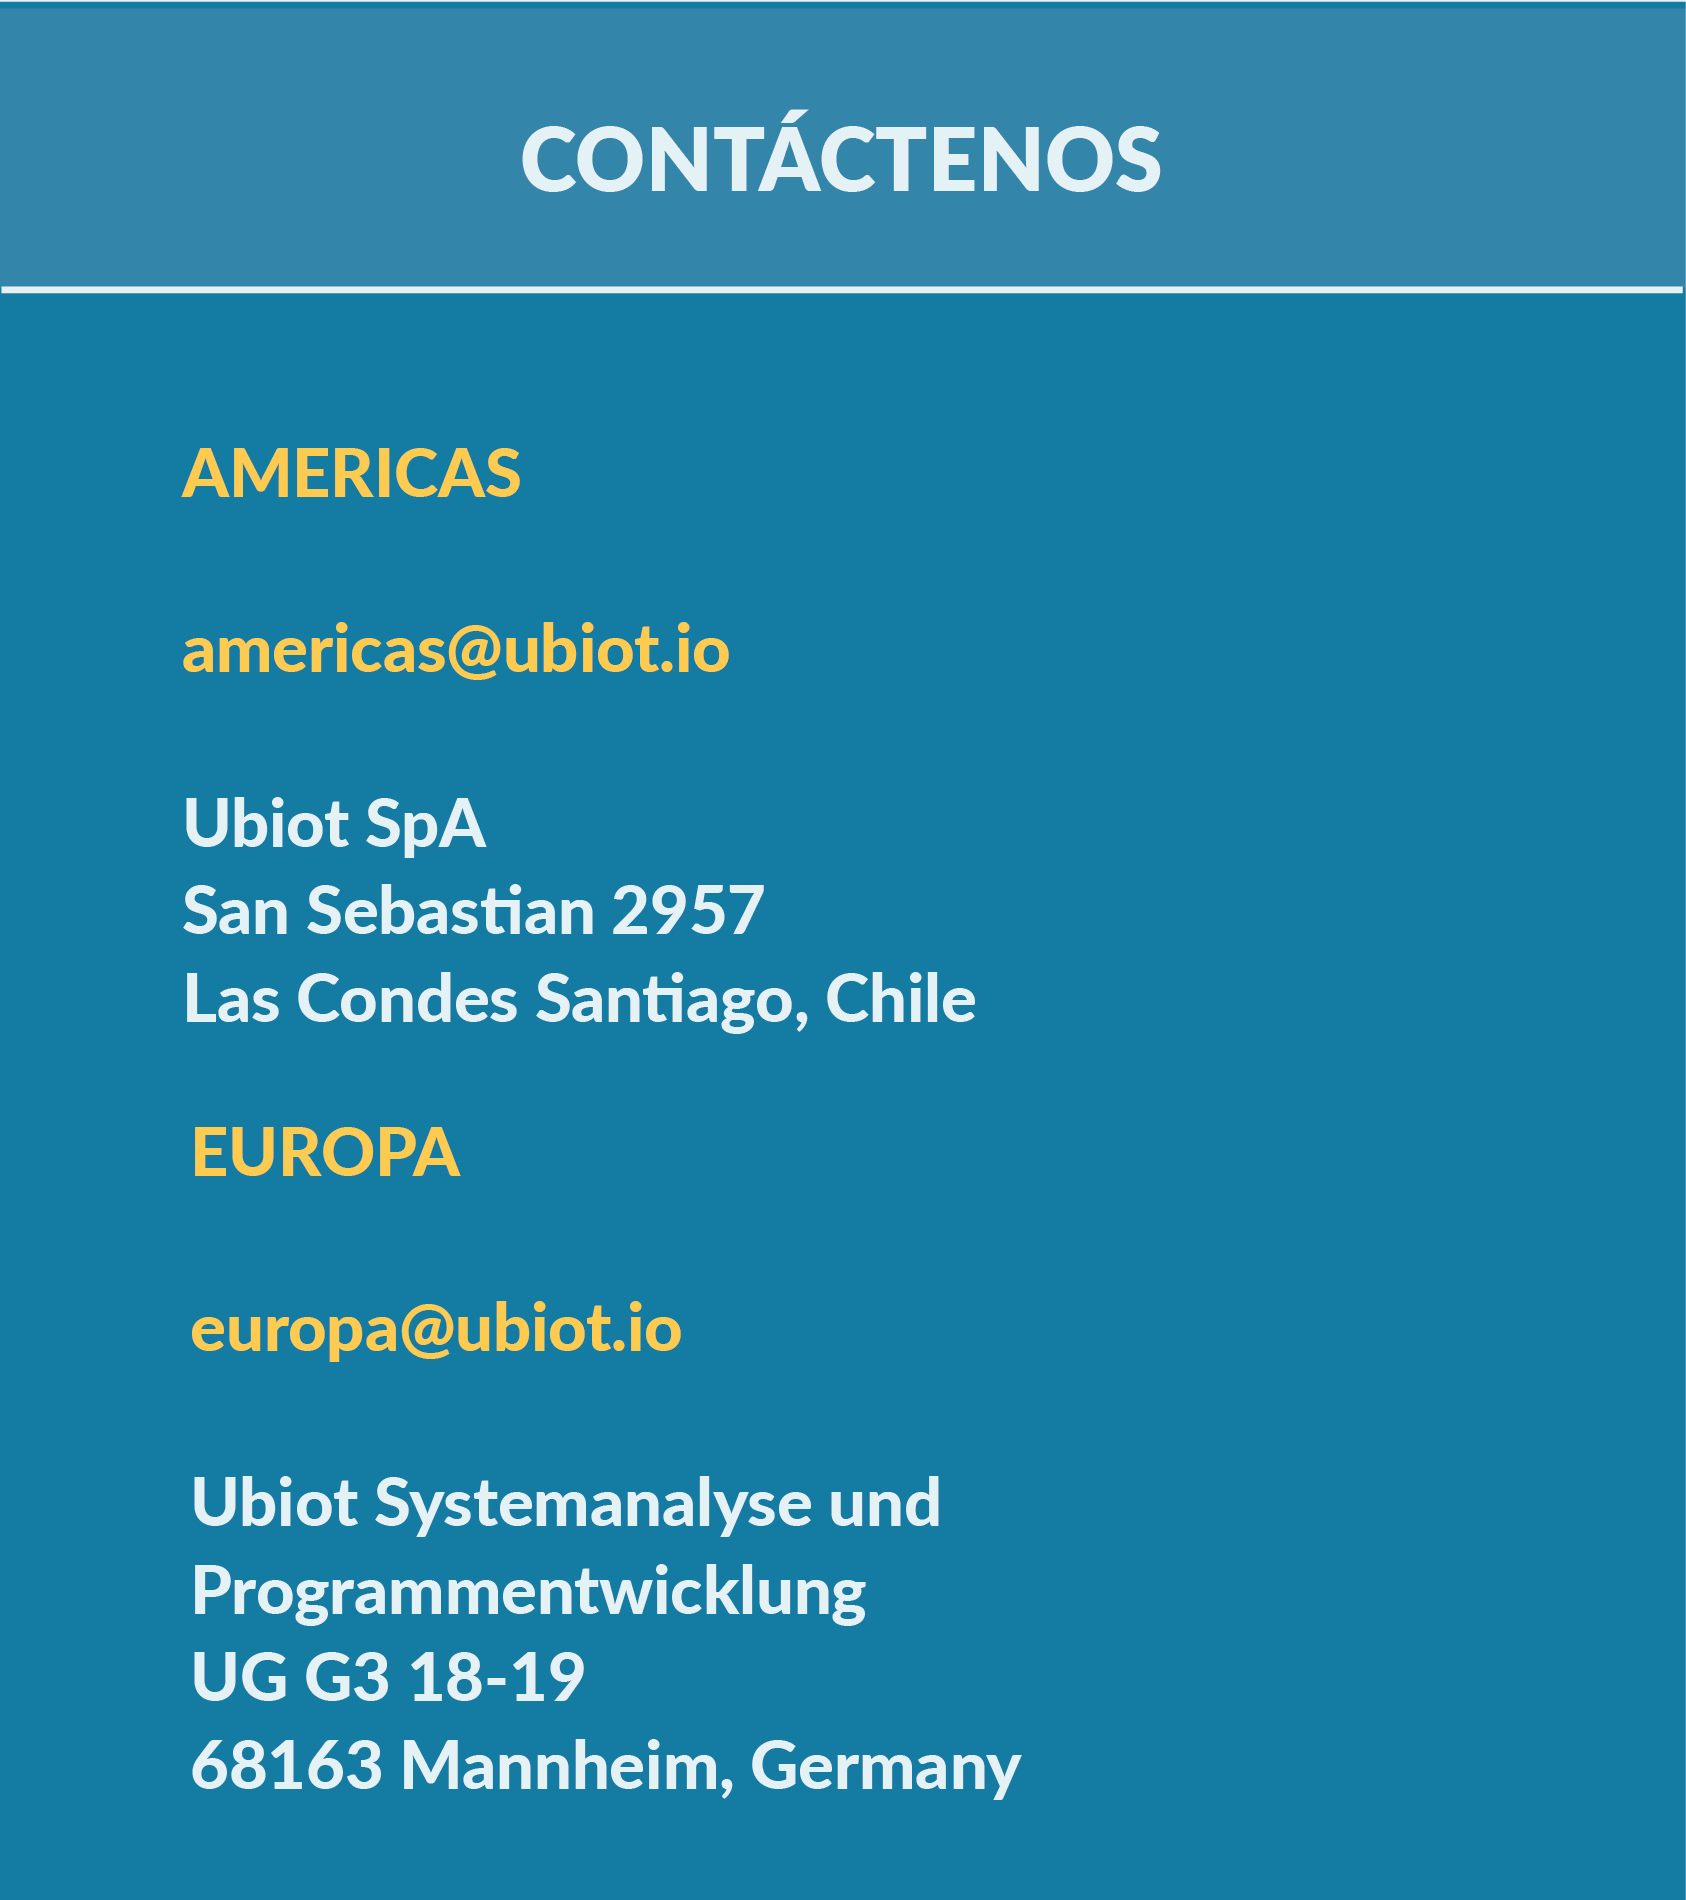 CONTÁCTENOS
AMERICAS
americas@ubiot.io
Ubiot SpA
San Sebastian 2957
Las Condes Santiago, Chile
EUROPA
europa@ubiot.io
Ubiot Systemanalyse und
Programmentwicklung
UG G3 18-19
68163 Mannheim, Germany